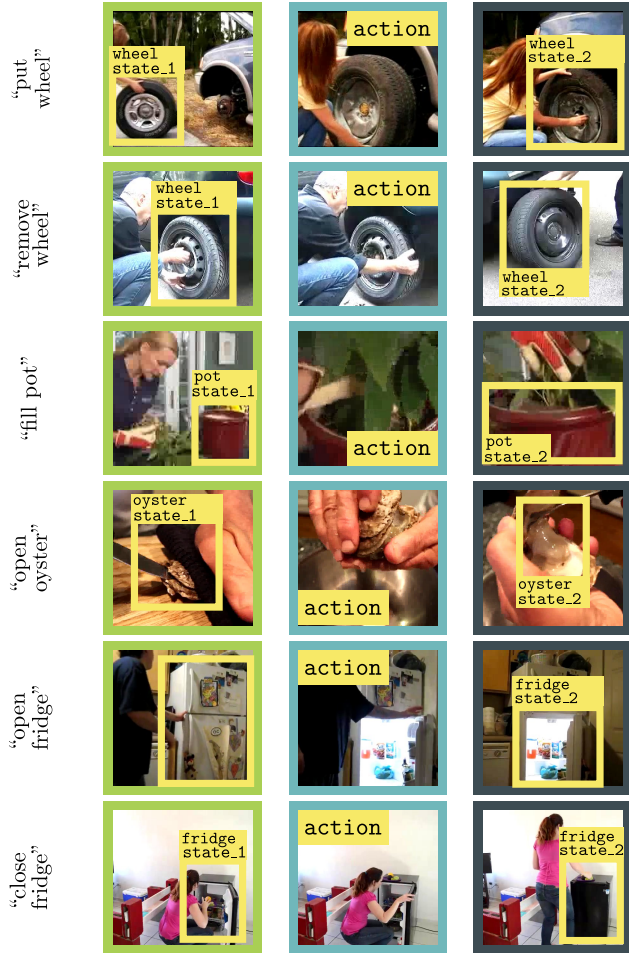 “put
wheel”
wheel
state_1
action
wheel
state_2
“remove
wheel”
wheel
state_1
action
wheel
state_2
“fill pot”
pot
state_1
action
pot
state_2
“open
oyster”
oyster
state_1
action
oyster
state_2
“open
fridge”
action
fridge
state_2
“close
fridge”
fridge
state_1
action
fridge
state_2